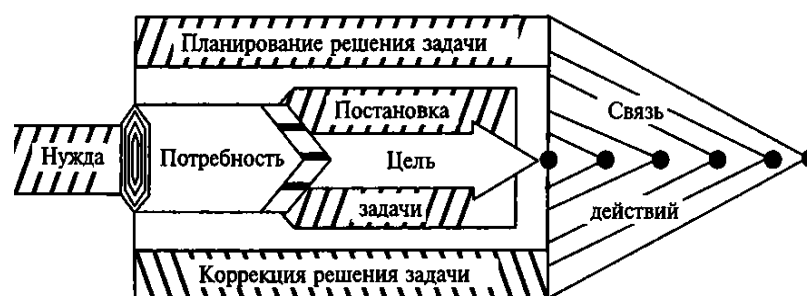 Планирование решения задачи
Постановка
Связь
Нужда
Потребность
Цель
задачи
действий
Коррекция решения задачи